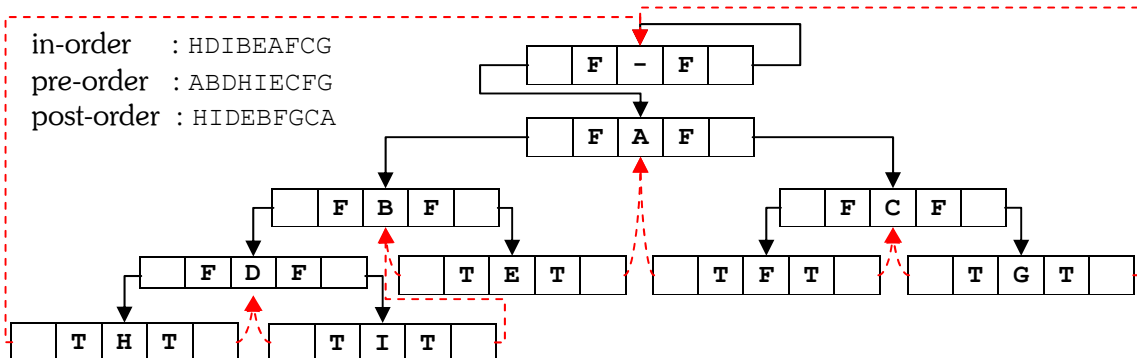 in-order : HDIBEAFCG
pre-order : ABDHIECFG
post-order : HIDEBFGCA
F - F
F A F
F B F
F C F
F D F
T E T
T F T
T G T
T H T
T I T